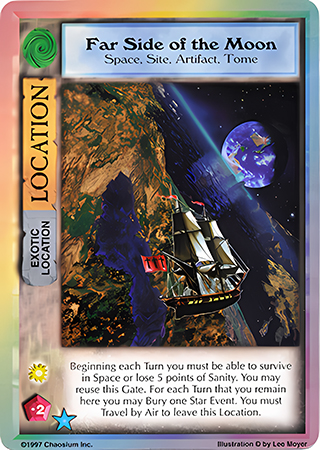 Far Side of the Moon
Space, Site, Artifact, Tome
LOCATION
EXOTIC
LOCATION
Beginning each Turn you must be able to survive
in Space or lose 5 points of Sanity. You may
reuse this Gate. For each Turn that you remain
here you may Bury one Star Event. You must
Travel by Air to leave this Location.
-2
©1997 Chaosium Inc.
Illustration © by Lee Moyer